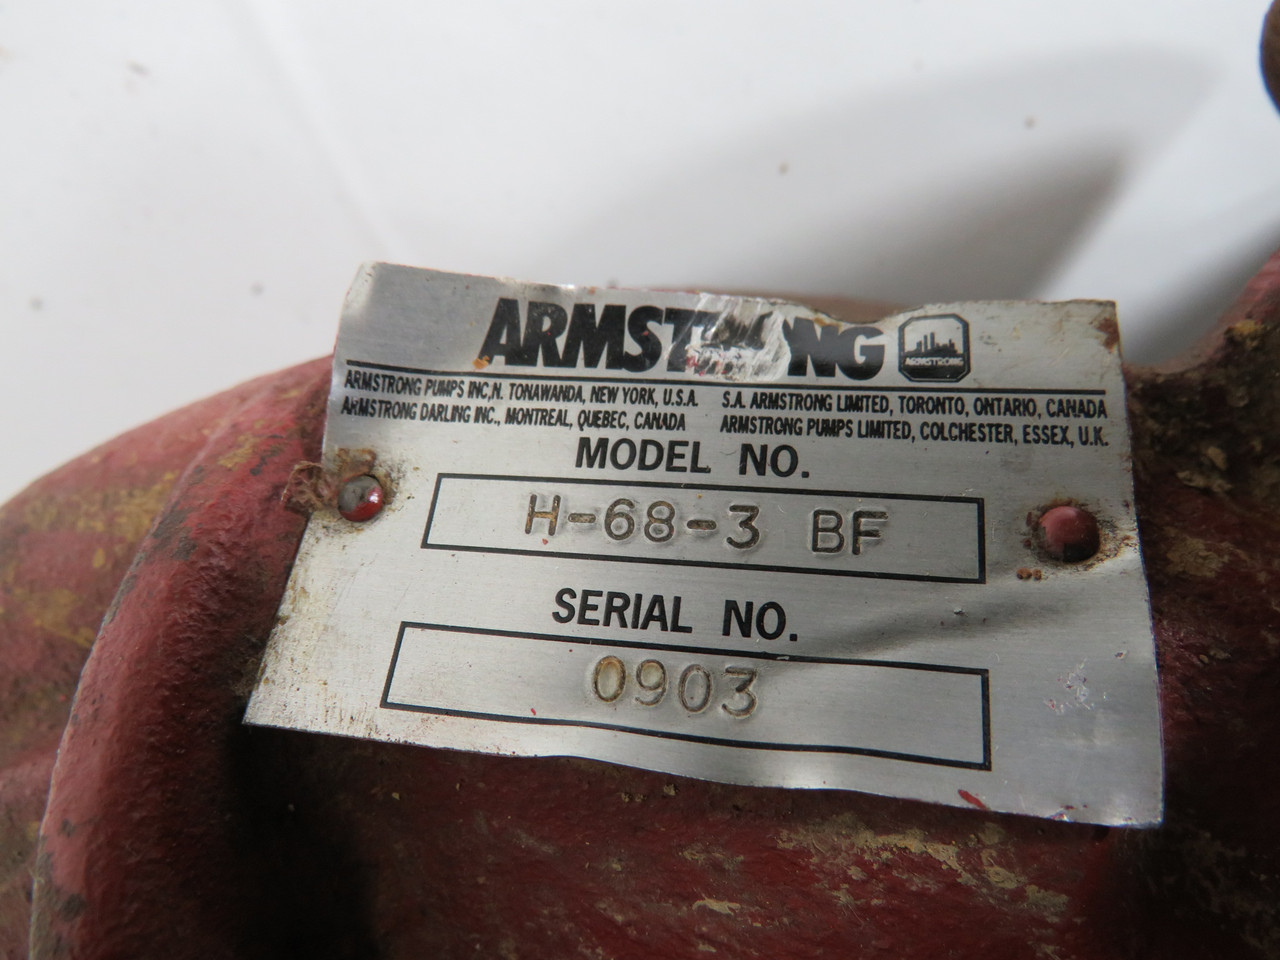 ARMSTRONG ARMSTRONG
ARMSTRONG PUMPS INC,N. TONAWANDA, NEW YORK, U.S.A. S.A. ARMSTRONG LIMITED, TORONTO, ONTARIO, CANADA
ARMSTRONG DARLING INC., MONTREAL, QUEBEC, CANADA ARMSTRONG PUMPS LIMITED, COLCHESTER, ESSEX, U.K.
MODEL NO.
H-68-3 BF
SERIAL NO.
0903